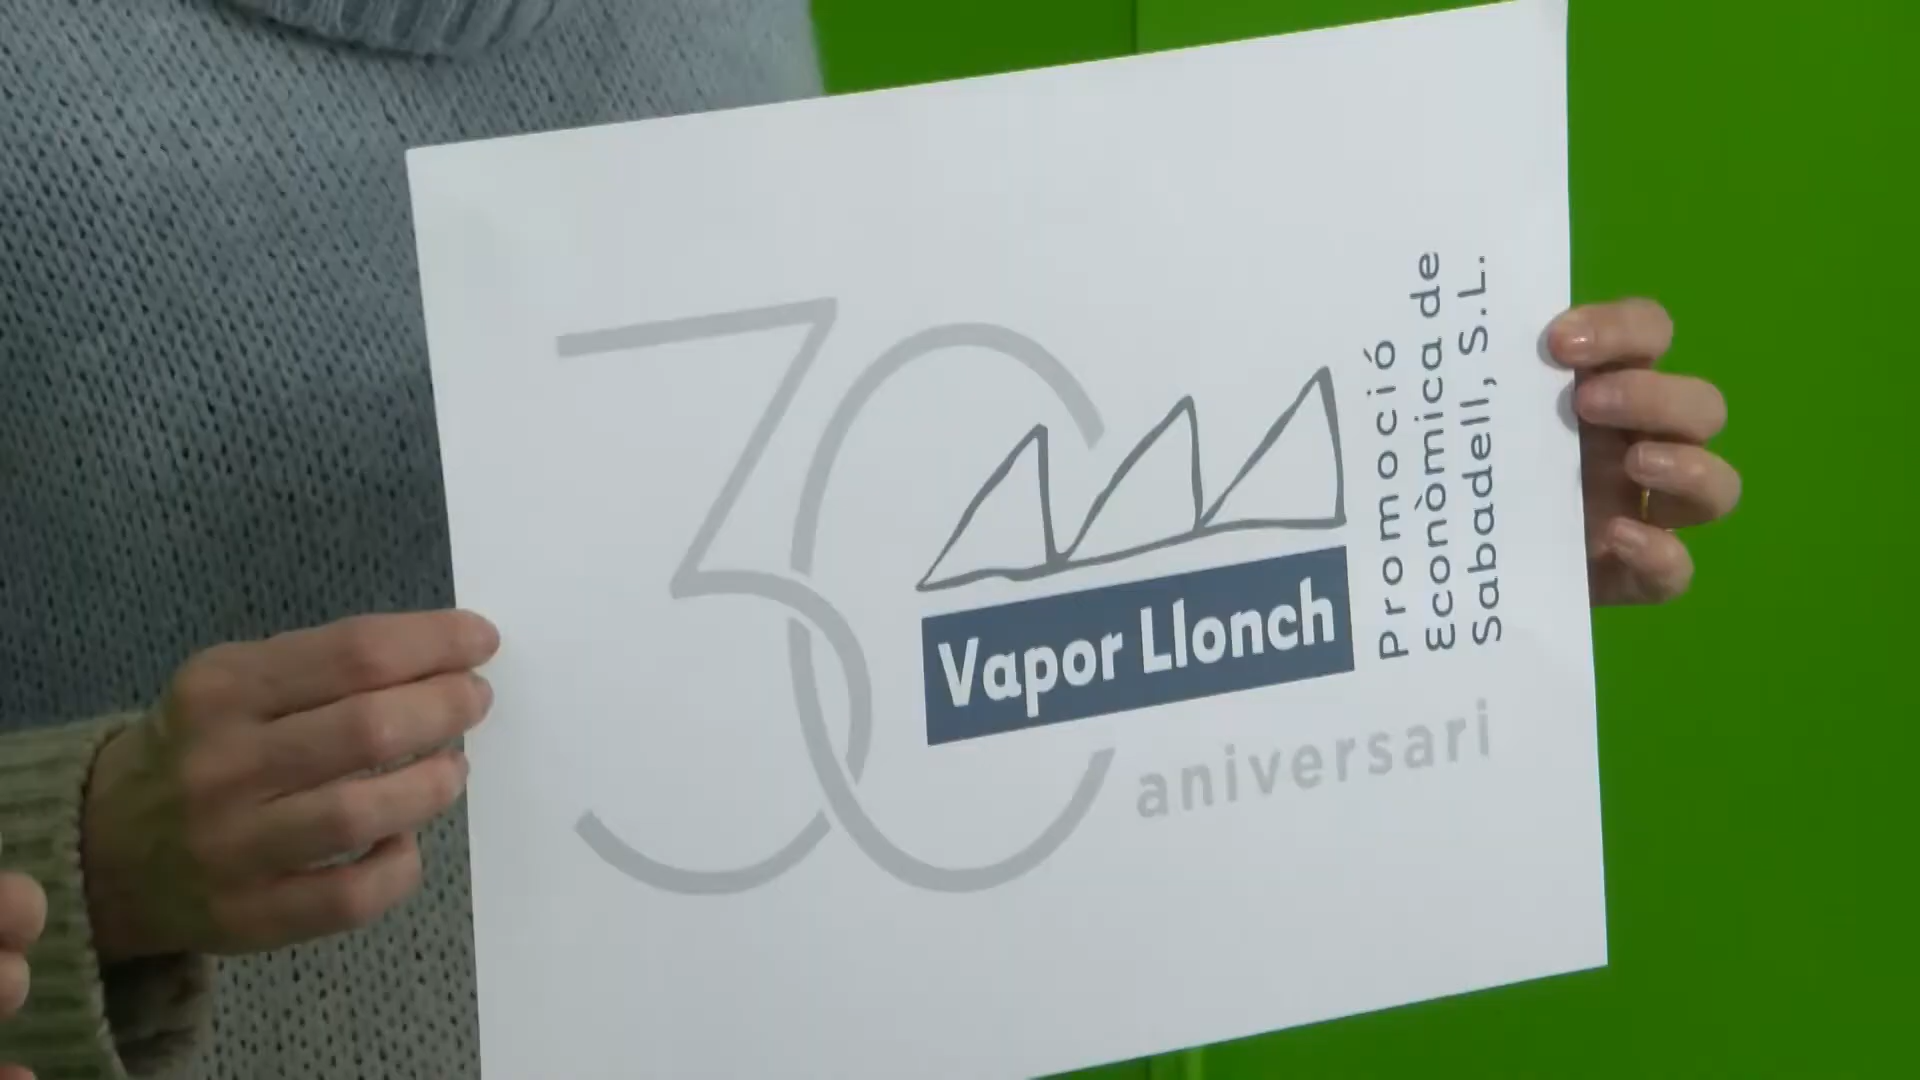 30
Vapor Llonch
Promoció
Econòmica de
Sabadell, S.L.
aniversari